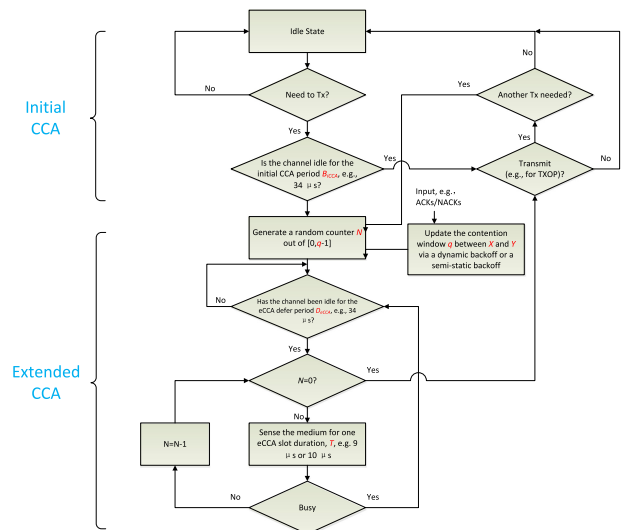 Idle State
No
Need to Tx?
Yes
Another Tx needed?
No
Yes
Initial
CCA
Is the channel idle for the
initial CCA period BiCCA, e.g.,
34 μs?
Yes
Transmit
(e.g., for TXOP)?
Yes
No
Input, e.g.,
ACKs/NACKs
Generate a random counter N
out of [0,q-1]
Update the contention
window q between X and Y
via a dynamic backoff or a
semi-static backoff
No
Has the channel been idle for the
eCCA defer period DeCCA, e.g., 34
μs?
Yes
Extended
CCA
N=0?
Yes
No
N=N-1
Sense the medium for one
eCCA slot duration, T, e.g. 9
μs or 10 μs
No
Busy
Yes